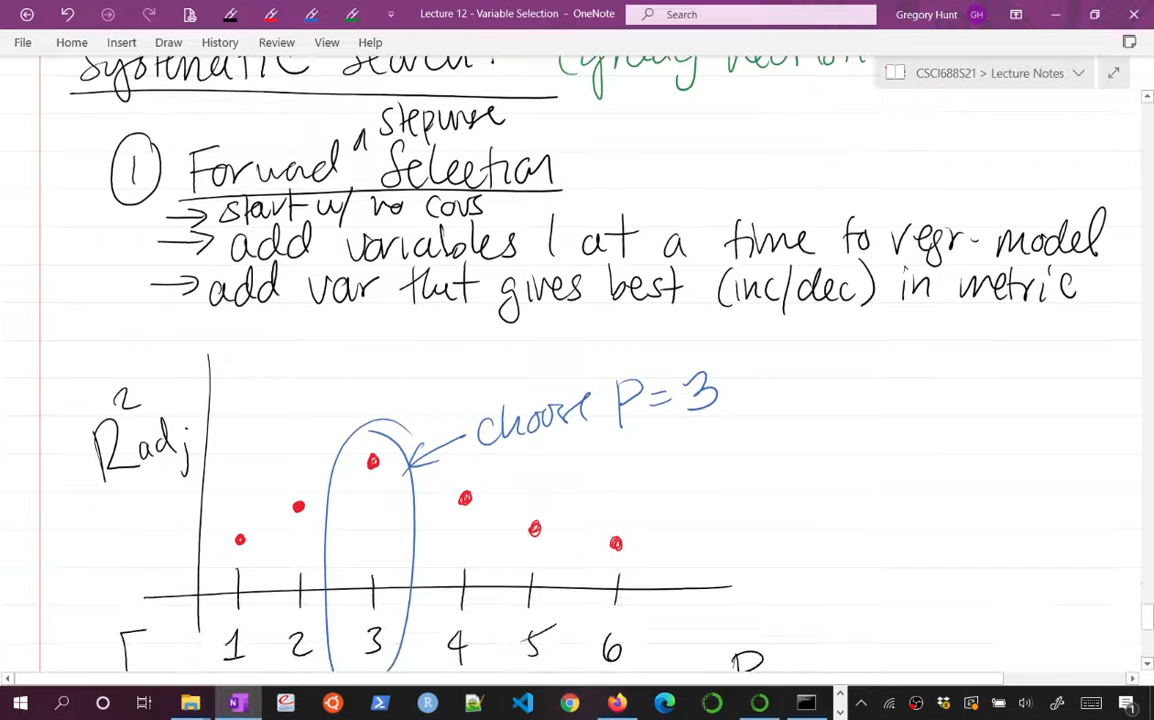 Lecture 12 - Variable Selection - OneNote
Search
Gregory Hunt
GH
File Home Insert Draw History Review View Help
CSCI688S21 > Lecture Notes
Systematic Search:
1 Forward ^ stepwise Selection
→ start w/ no covs
→ add variables 1 at a time to regr. model
→ add var that gives best (inc/dec) in metric
R²adj
choose P=3
1 2 3 4 5 6
P